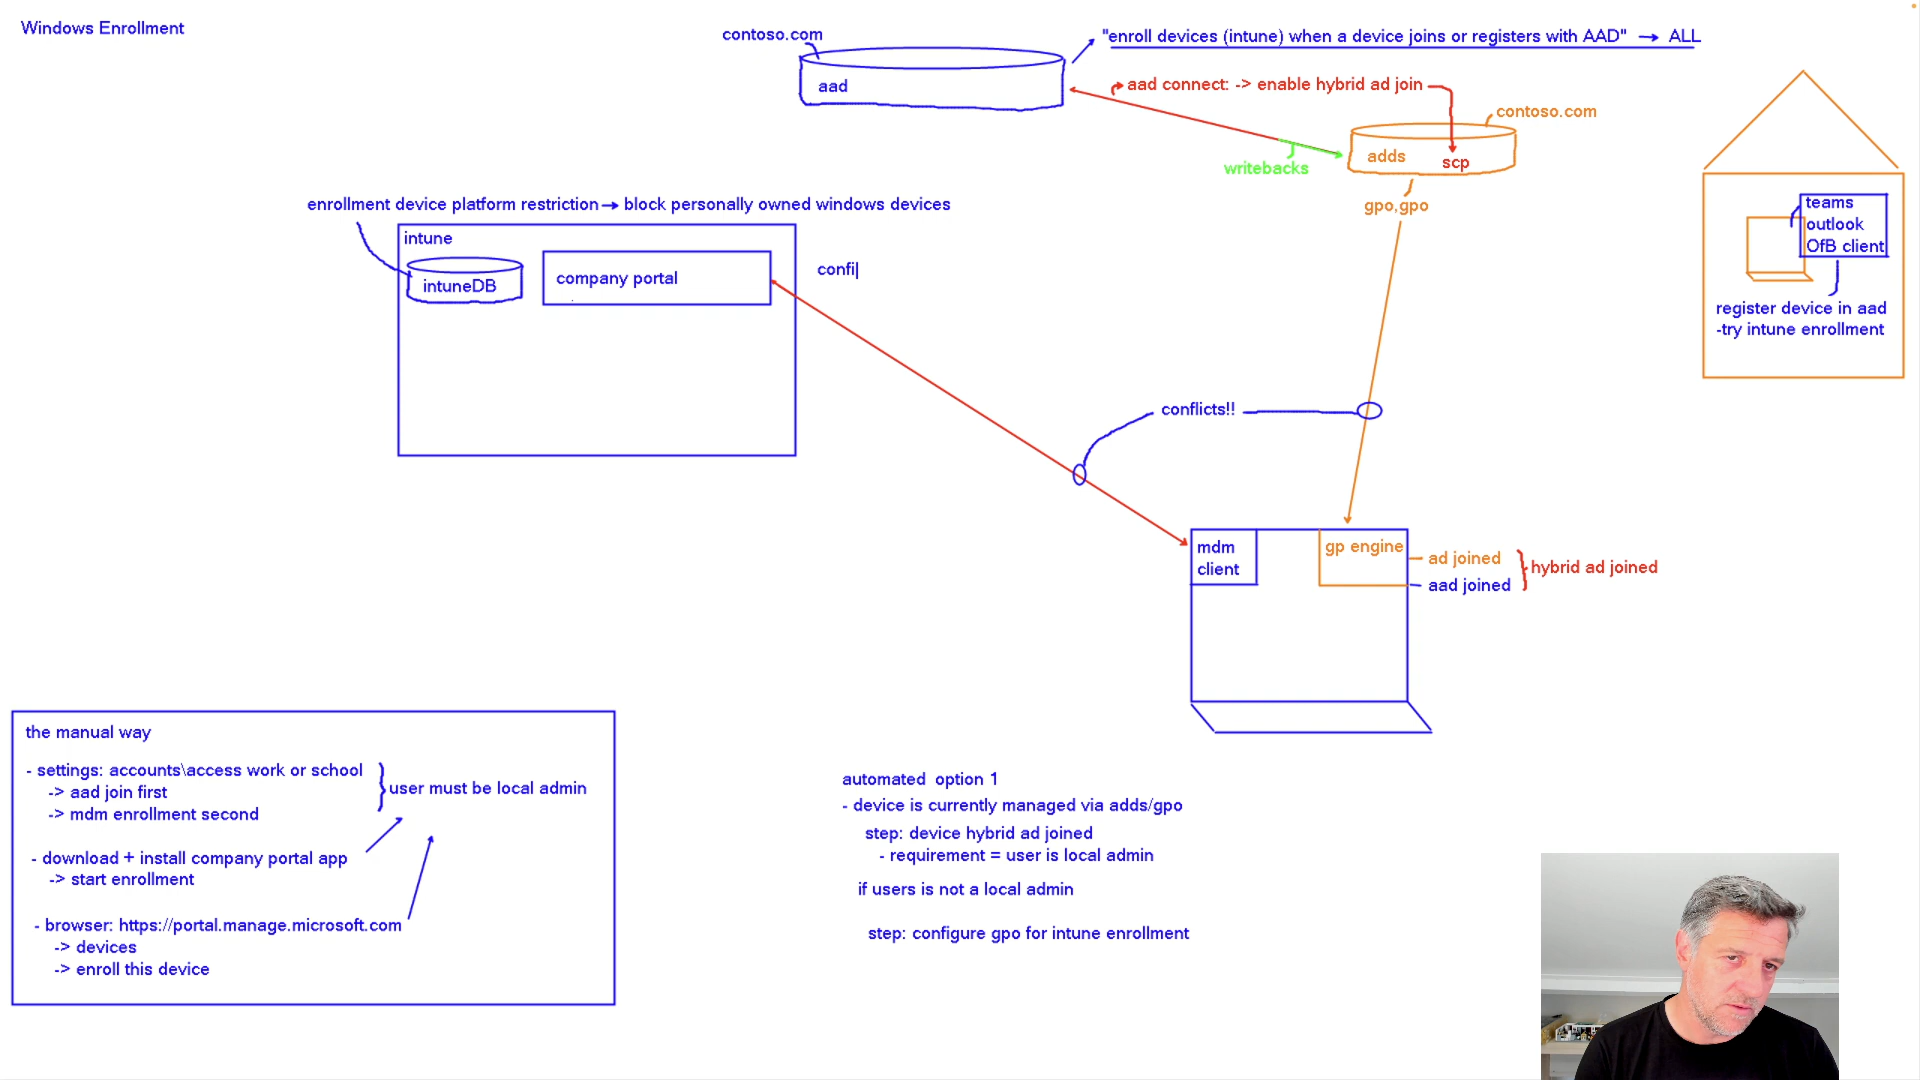 Windows Enrollment
contoso.com
aad
"enroll devices (intune) when a device joins or registers with AAD" → ALL
aad connect: -> enable hybrid ad join
contoso.com
adds scp
writebacks
gpo,gpo
teams
outlook
OfB client
register device in aad
-try intune enrollment
enrollment device platform restriction → block personally owned windows devices
intune
intuneDB
company portal
confi
conflicts!!
mdm
client
gp engine
ad joined
aad joined
hybrid ad joined
the manual way
- settings: accounts\access work or school
-> aad join first
-> mdm enrollment second
user must be local admin
- download + install company portal app
-> start enrollment
- browser: https://portal.manage.microsoft.com
-> devices
-> enroll this device
automated option 1
- device is currently managed via adds/gpo
step: device hybrid ad joined
- requirement = user is local admin
if users is not a local admin
step: configure gpo for intune enrollment